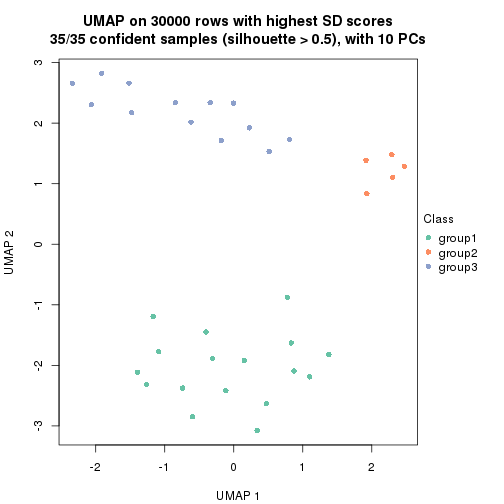 UMAP on 30000 rows with highest SD scores
35/35 confident samples (silhouette > 0.5), with 10 PCs
3
2
1
0
-1
-2
-3
UMAP 2
-2
-1
0
1
2
UMAP 1
Class
group1
group2
group3